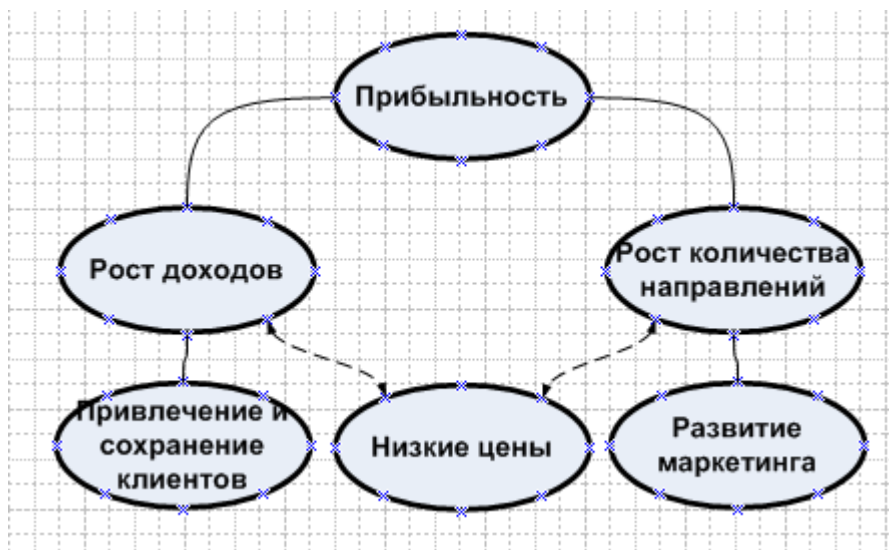 Прибыльность
Рост доходов
Рост количества
направлений
Привлечение и
сохранение
клиентов
Низкие цены
Развитие
маркетинга